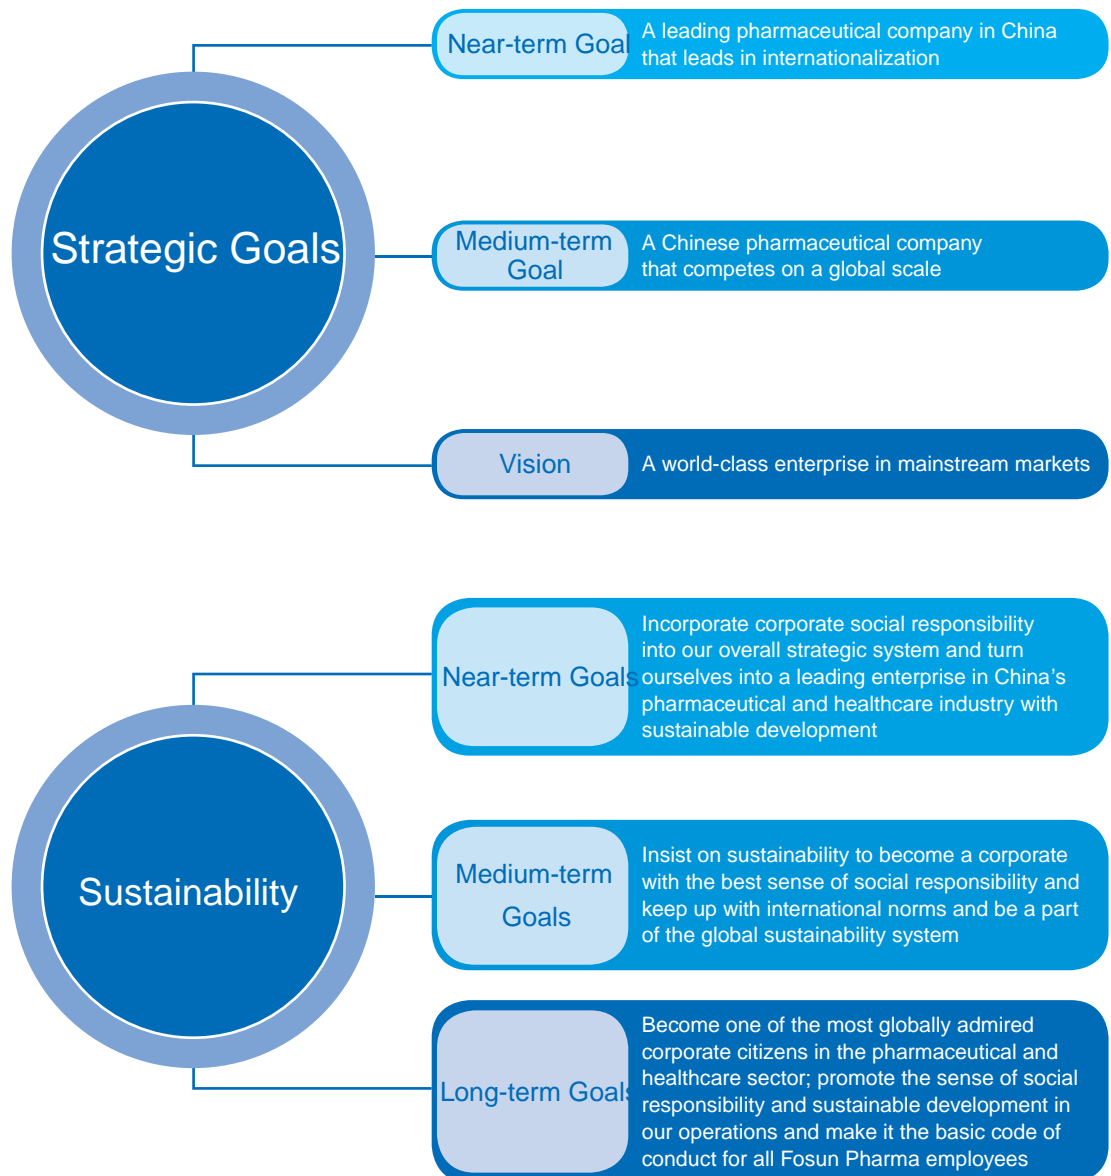 Strategic Goals
Near-term Goal
A leading pharmaceutical company in China
that leads in internationalization
Medium-term
Goal
A Chinese pharmaceutical company
that competes on a global scale
Vision
A world-class enterprise in mainstream markets
Sustainability
Near-term Goals
Incorporate corporate social responsibility
into our overall strategic system and turn
ourselves into a leading enterprise in China’s
pharmaceutical and healthcare industry with
sustainable development
Medium-term
Goals
Insist on sustainability to become a corporate
with the best sense of social responsibility and
keep up with international norms and be a part
of the global sustainability system
Long-term Goals
Become one of the most globally admired
corporate citizens in the pharmaceutical and
healthcare sector; promote the sense of social
responsibility and sustainable development in
our operations and make it the basic code of
conduct for all Fosun Pharma employees